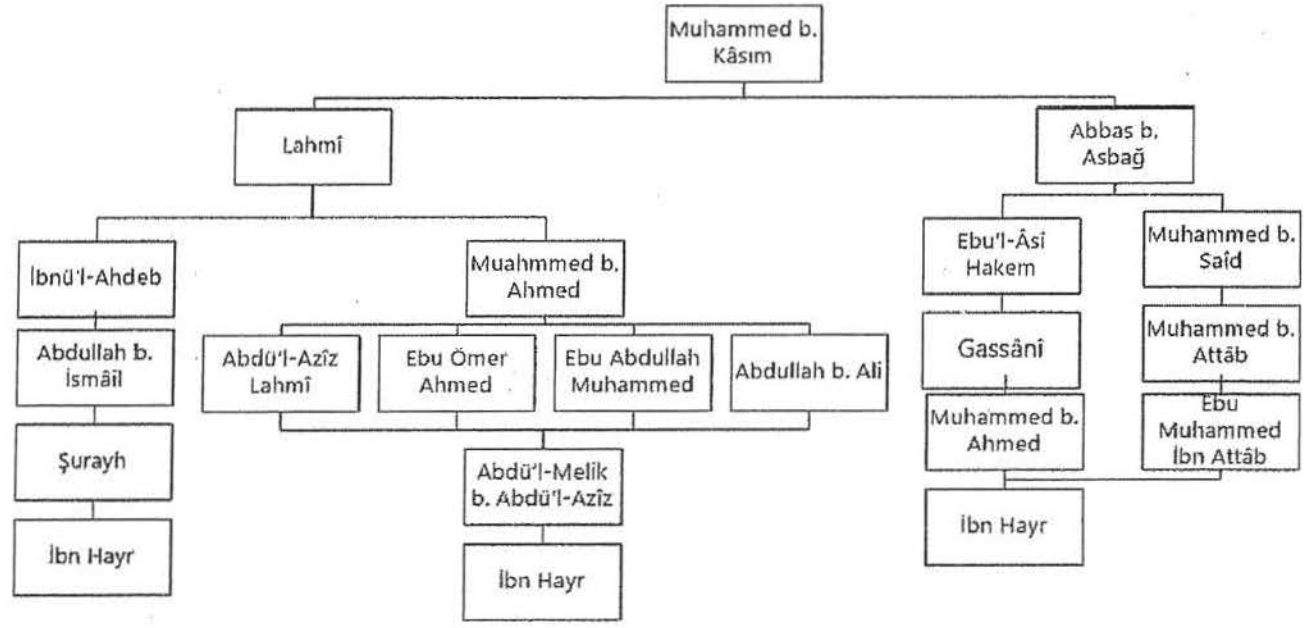 Muhammed b.
Kâsım
Lahmî
Abbas b.
Asbağ
İbnü'l-Ahdeb
Muahmmed b.
Ahmed
Ebu'l-Âsi
Hakem
Muhammed b.
Saîd
Abdullah b.
İsmâil
Abdü'l-Azîz
Lahmî
Ebu Ömer
Ahmed
Ebu Abdullah
Muhammed
Abdullah b. Ali
Gassânî
Muhammed b.
Attâb
Şurayh
Abdü'l-Melik
b. Abdü'l-Azîz
Muhammed b.
Ahmed
Ebu
Muhammed
İbn Attâb
İbn Hayr
İbn Hayr
İbn Hayr